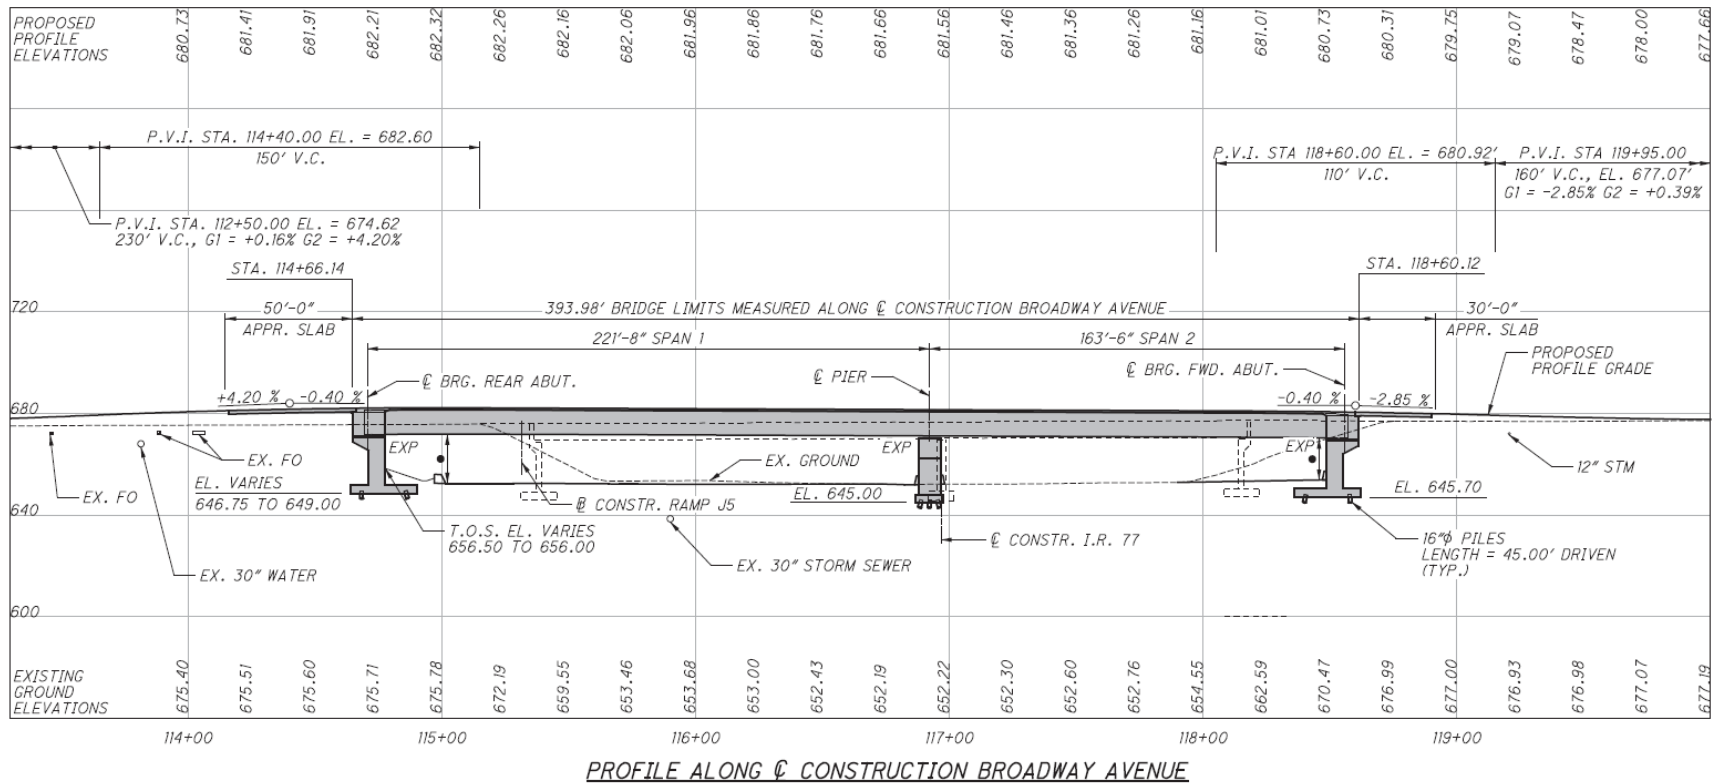 PROPOSED
PROFILE
ELEVATIONS
680.73 681.41 681.91 682.21 682.32 682.26 682.16 682.06 681.96 681.86 681.76 681.66 681.56 681.46 681.36 681.26 681.16 681.01 680.73 680.31 679.75 679.07 678.47 678.00 677.66
P.V.I. STA. 114+40.00 EL. = 682.60
150' V.C.
P.V.I. STA 118+60.00 EL. = 680.92'
110' V.C.
P.V.I. STA 119+95.00
160' V.C., EL. 677.07'
G1 = -2.85% G2 = +0.39%
P.V.I. STA. 112+50.00 EL. = 674.62
230' V.C., G1 = +0.16% G2 = +4.20%
STA. 114+66.14
STA. 118+60.12
720
50'-0"
APPR. SLAB
393.98' BRIDGE LIMITS MEASURED ALONG ℄ CONSTRUCTION BROADWAY AVENUE
30'-0"
APPR. SLAB
221'-8" SPAN 1
163'-6" SPAN 2
PROPOSED
PROFILE GRADE
℄ BRG. REAR ABUT.
℄ PIER
℄ BRG. FWD. ABUT.
+4.20 % -0.40 %
-0.40 % -2.85 %
680
EXP
EXP
EXP
EX. FO
EX. GROUND
12" STM
EX. FO
EL. VARIES
646.75 TO 649.00
EL. 645.00
EL. 645.70
℄ CONSTR. RAMP J5
640
T.O.S. EL. VARIES
656.50 TO 656.00
℄ CONSTR. I.R. 77
16"ϕ PILES
LENGTH = 45.00' DRIVEN
(TYP.)
EX. 30" WATER
EX. 30" STORM SEWER
600
EXISTING
GROUND
ELEVATIONS
675.40 675.51 675.60 675.71 675.78 672.19 659.55 653.46 653.68 653.00 652.43 652.19 652.22 652.30 652.60 652.76 654.55 662.59 670.47 676.99 677.00 676.93 676.98 677.07 677.19
114+00 115+00 116+00 117+00 118+00 119+00
PROFILE ALONG ℄ CONSTRUCTION BROADWAY AVENUE